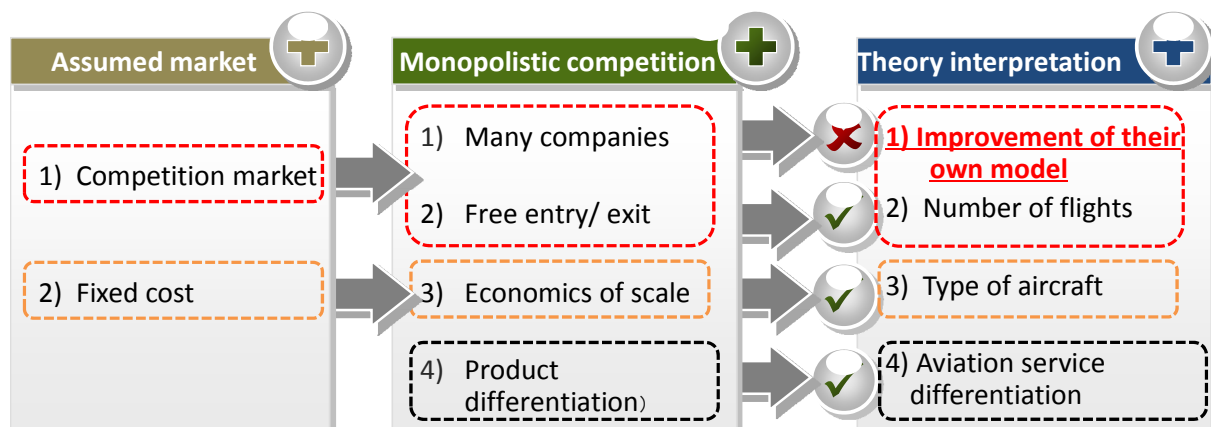 Assumed market
Monopolistic competition
Theory interpretation
1) Competition market
2) Fixed cost
1) Many companies
2) Free entry/ exit
3) Economics of scale
4) Product
differentiation)
1) Improvement of their
own model
2) Number of flights
3) Type of aircraft
4) Aviation service
differentiation